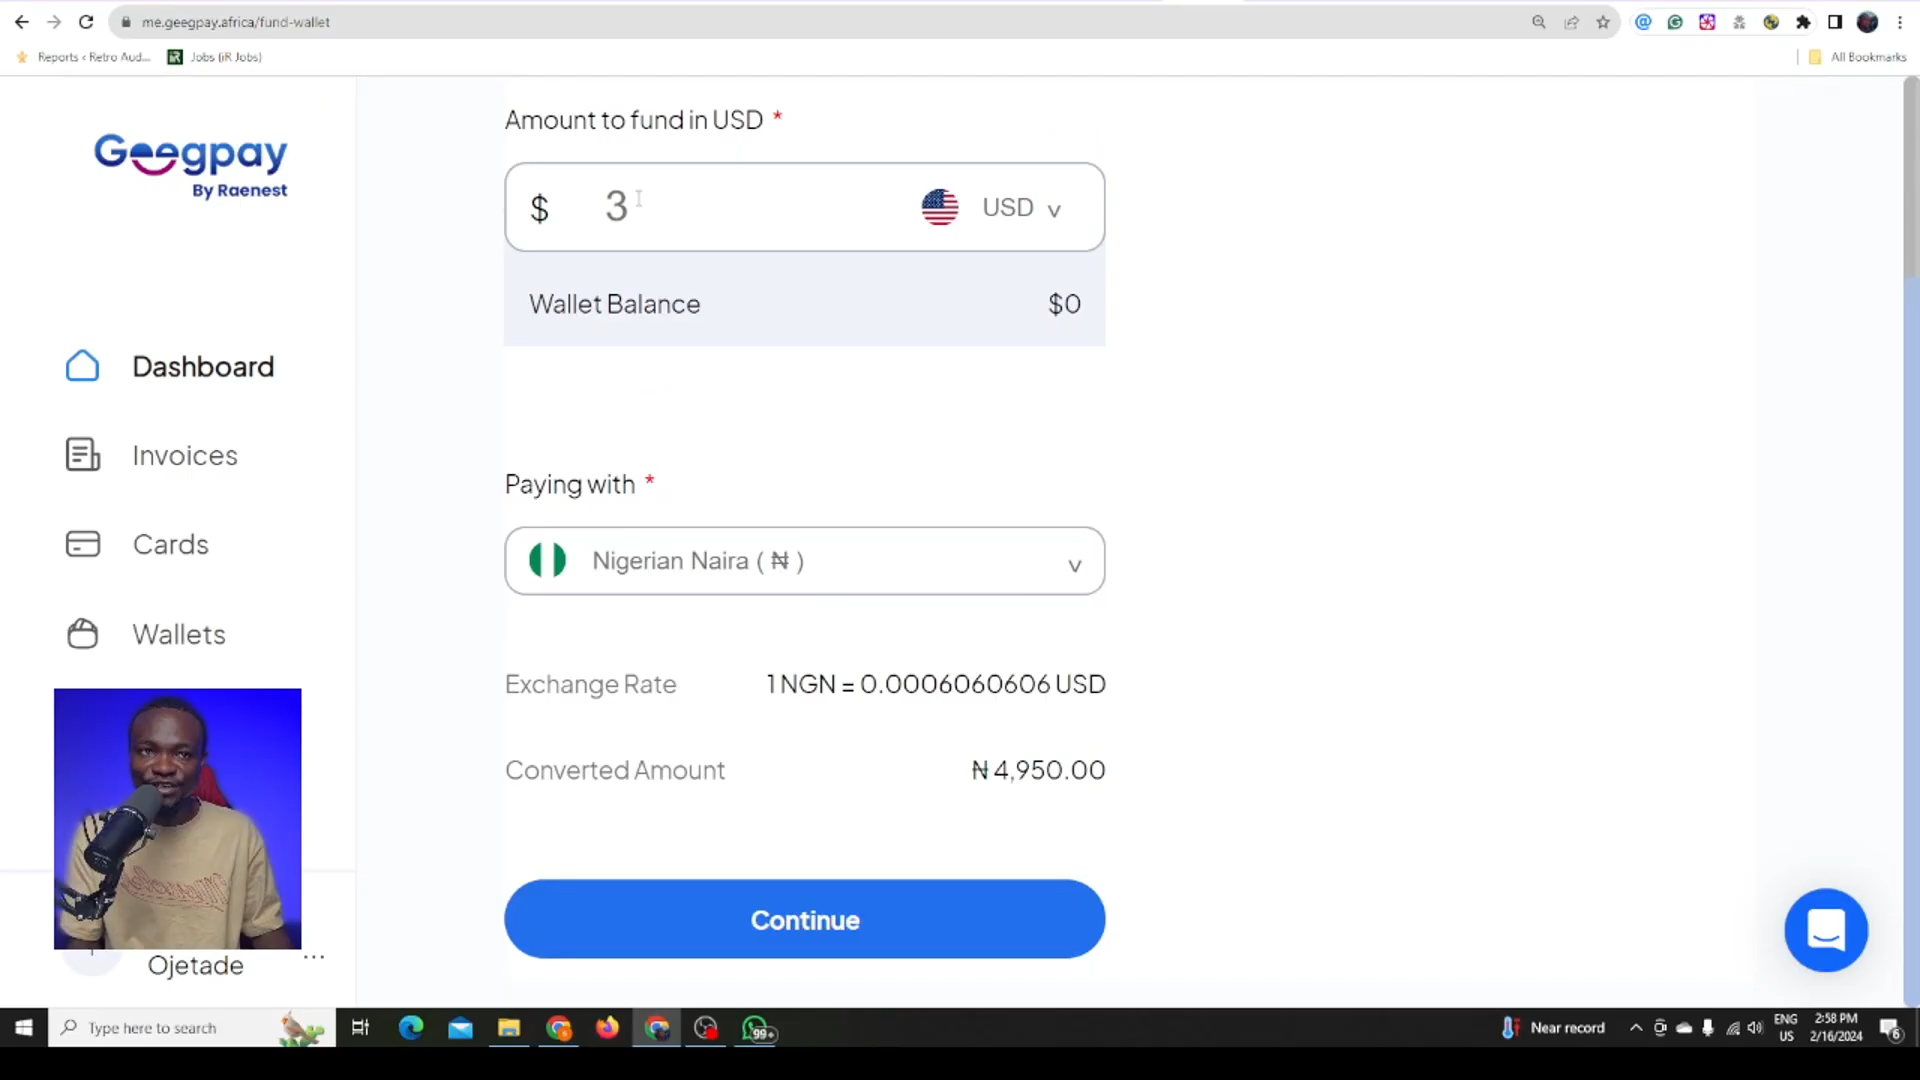 me.geegpay.africa/fund-wallet
Reports ‹ Retro Aud...
Jobs (iR Jobs)
All Bookmarks
Geegpay
By Raenest
Dashboard
Invoices
Cards
Wallets
Ojetade
...
Amount to fund in USD *
$ 3 USD
Wallet Balance $0
Paying with *
Nigerian Naira ( ₦ )
Exchange Rate 1 NGN = 0.0006060606 USD
Converted Amount ₦ 4,950.00
Continue
Type here to search
99+
Near record
ENG
US
2:58 PM
2/16/2024
6